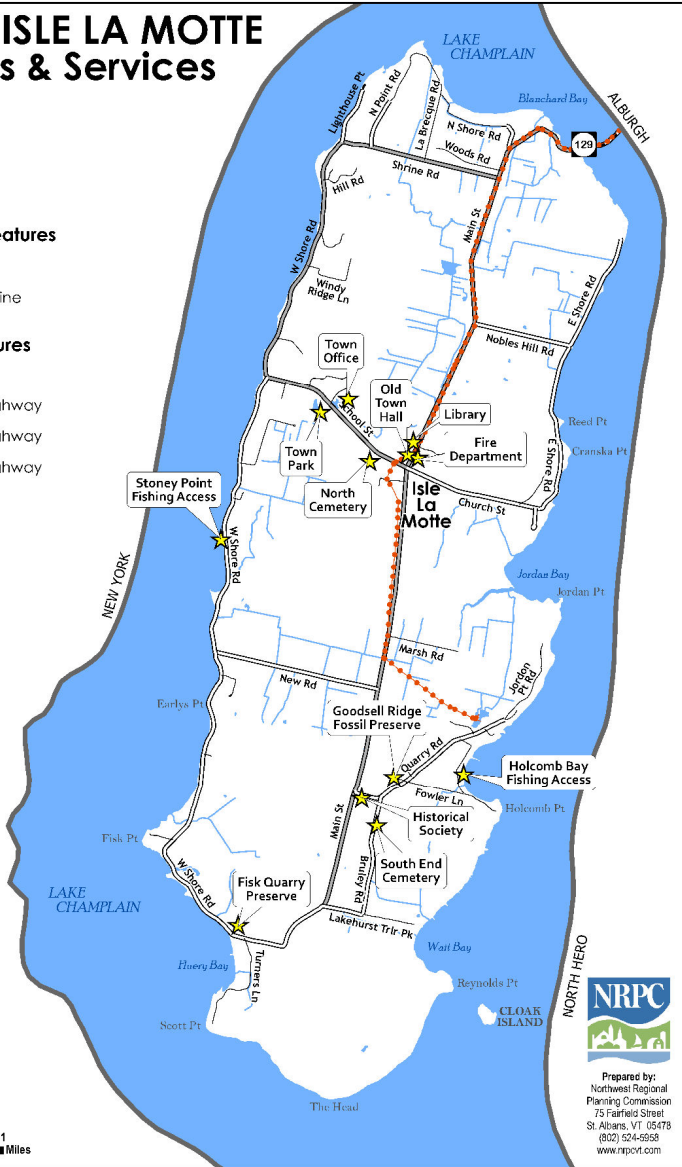 ISLE LA MOTTE
s & Services
LAKE
CHAMPLAIN
Blanchard Bay
ALBURGH
129
Lighthouse Pt
N Point Rd
La Brecque Rd
N Shore Rd
Woods Rd
Shrine Rd
Hill Rd
Main St
W Shore Rd
eatures
Windy
Ridge Ln
E Shore Rd
ine
Nobles Hill Rd
ures
Town
Office
Old
Town
Hall
Library
hway
School St
Reed Pt
Fire
Department
hway
Town
Park
Cranska Pt
E Shore Rd
hway
North
Cemetery
Isle
La
Motte
Church St
Stoney Point
Fishing Access
W Shore Rd
NEW YORK
Jordan Bay
Jordan Pt
Marsh Rd
New Rd
Jordon
Pt Rd
Earlys Pt
Goodsell Ridge
Fossil Preserve
Quarry Rd
Holcomb Bay
Fishing Access
Fowler Ln
Holcomb Pt
Historical
Society
Main St
Fisk Pt
South End
Cemetery
Bruley Rd
W Shore Rd
Fisk Quarry
Preserve
LAKE
CHAMPLAIN
Lakehurst Trlr Pk
Wait Bay
Turners Ln
Reynolds Pt
NORTH HERO
CLOAK
ISLAND
Scott Pt
The Head
NRPC
Prepared by:
Northwest Regional
Planning Commission
75 Fairfield Street
St. Albans, VT 05478
(802) 524-5958
www.nrpcvt.com
1
Miles